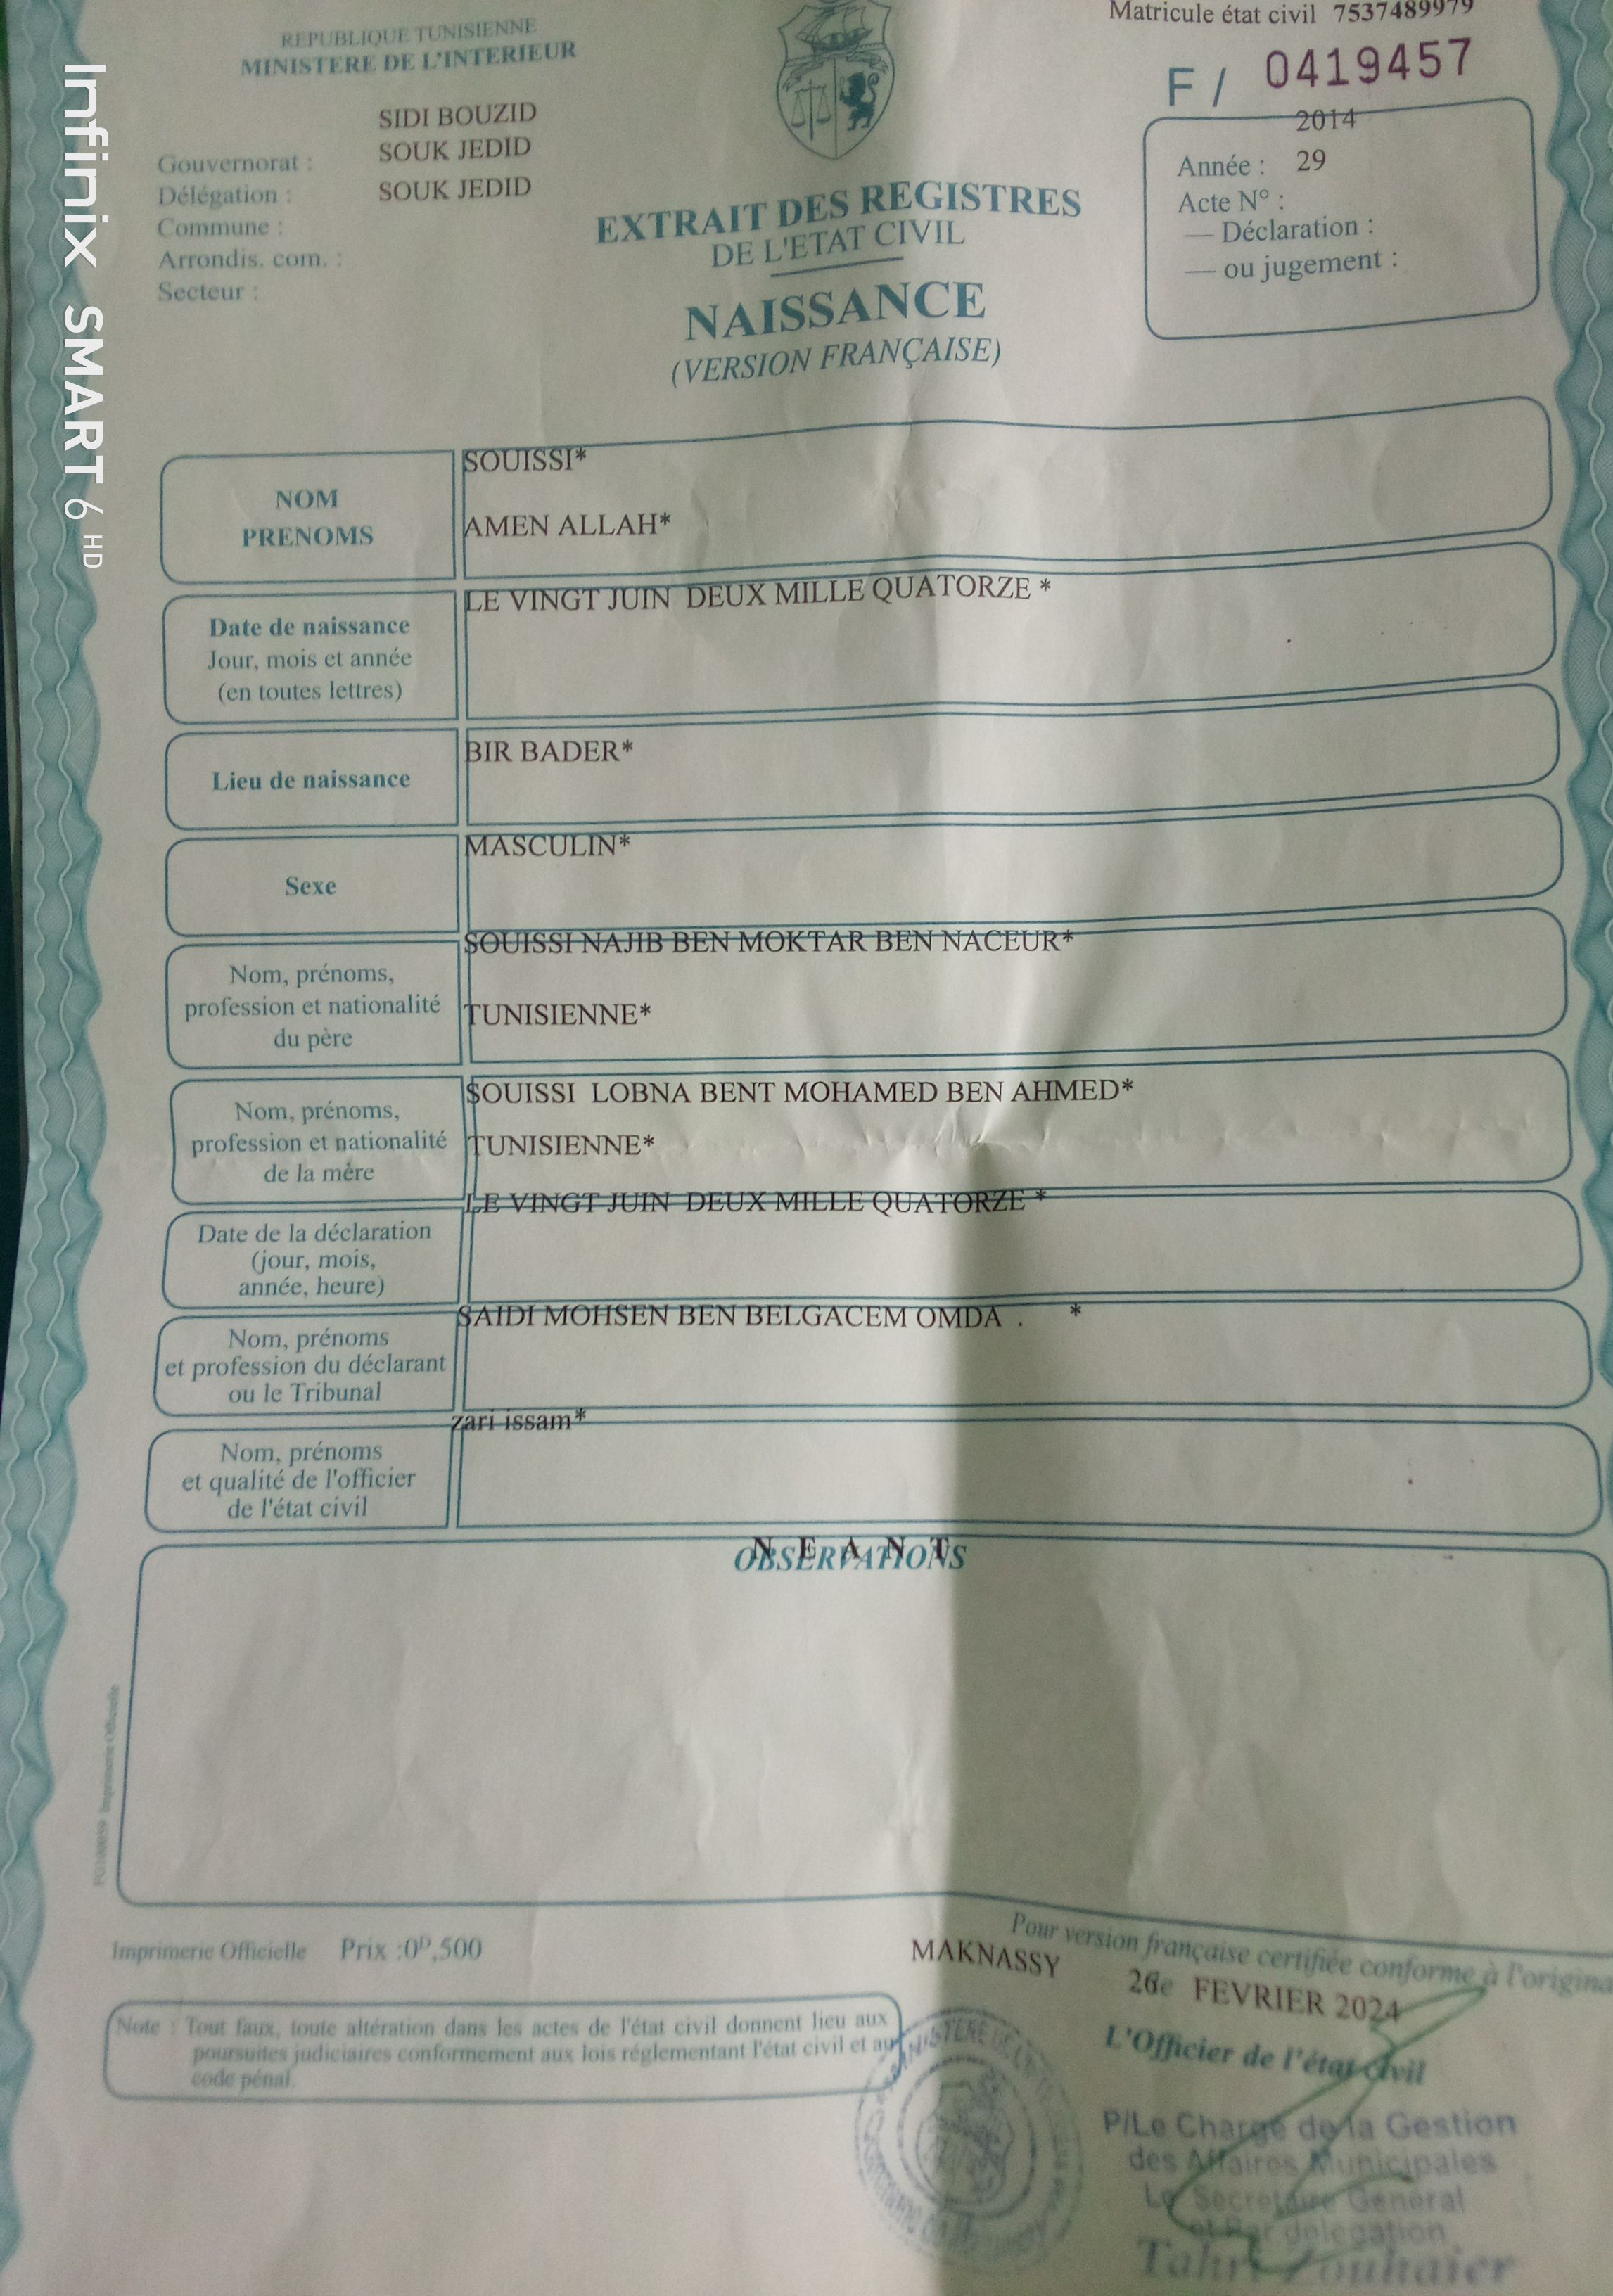 Infinix SMART 6 HD
REPUBLIQUE TUNISIENNE
MINISTERE DE L'INTERIEUR
Matricule état civil 7537489979
F / 0419457
SIDI BOUZID
SOUK JEDID
SOUK JEDID
Gouvernorat :
Délégation :
Commune :
Arrondis. com. :
Secteur :
2014
Année : 29
Acte N° :
— Déclaration :
— ou jugement :
EXTRAIT DES REGISTRES
DE L'ETAT CIVIL
NAISSANCE
(VERSION FRANÇAISE)
NOM
PRENOMS
SOUISSI*
AMEN ALLAH*
Date de naissance
Jour, mois et année
(en toutes lettres)
LE VINGT JUIN DEUX MILLE QUATORZE *
Lieu de naissance
BIR BADER*
Sexe
MASCULIN*
Nom, prénoms,
profession et nationalité
du père
SOUISSI NAJIB BEN MOKTAR BEN NACEUR*
TUNISIENNE*
Nom, prénoms,
profession et nationalité
de la mère
SOUISSI LOBNA BENT MOHAMED BEN AHMED*
TUNISIENNE*
Date de la déclaration
(jour, mois,
année, heure)
LE VINGT JUIN DEUX MILLE QUATORZE *
Nom, prénoms
et profession du déclarant
ou le Tribunal
SAIDI MOHSEN BEN BELGACEM OMDA . *
Nom, prénoms
et qualité de l'officier
de l'état civil
zari issam*
N E A N T
OBSERVATIONS
Imprimerie Officielle
Imprimerie Officielle Prix :0ᴰ,500
Pour version française certifiée conforme à l'origina
MAKNASSY 26e FEVRIER 2024
L'Officier de l'état civil
Note : Tout faux, toute altération dans les actes de l'état civil donnent lieu aux
poursuites judiciaires conformement aux lois réglementant l'état civil et au
code pénal.
P/Le Chargé de la Gestion
des Affaires Municipales
Le Secrétaire Général
et Par délégation
Tahri Zouhaier